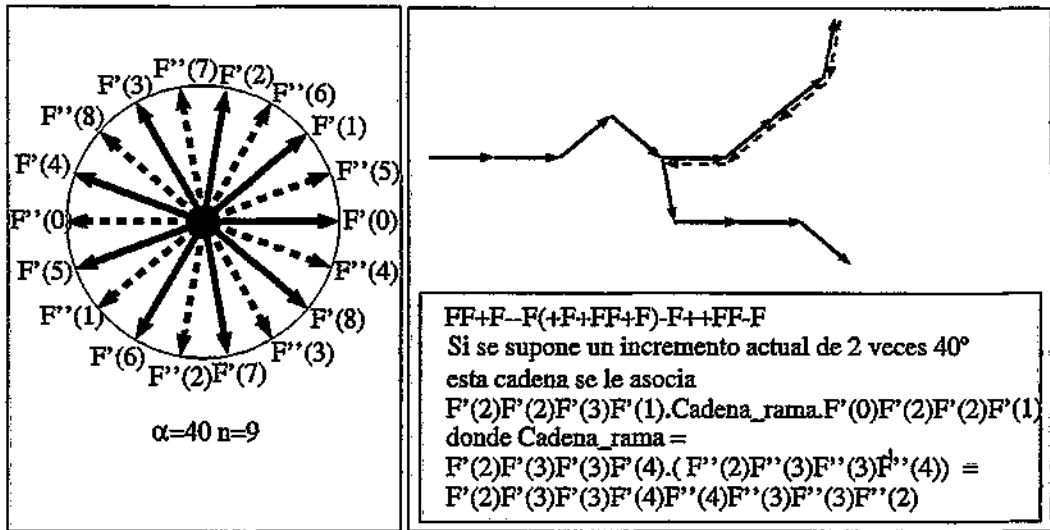 F''(7)
F'(2)
F'(3)
F''(6)
F''(8)
F'(1)
F'(4)
F''(5)
F''(0)
F'(0)
F'(5)
F''(4)
F''(1)
F'(8)
F'(6)
F''(3)
F''(2)
F'(7)
α=40 n=9
FF+F--F(+F+FF+F)-F++FF-F
Si se supone un incremento actual de 2 veces 40º
esta cadena se le asocia
F'(2)F'(2)F'(3)F'(1).Cadena_rama.F'(0)F'(2)F'(2)F'(1)
donde Cadena_rama =
F'(2)F'(3)F'(3)F'(4).( F''(2)F''(3)F''(3)F''(4)) =
F'(2)F'(3)F'(3)F'(4)F''(4)F''(3)F''(3)F''(2)